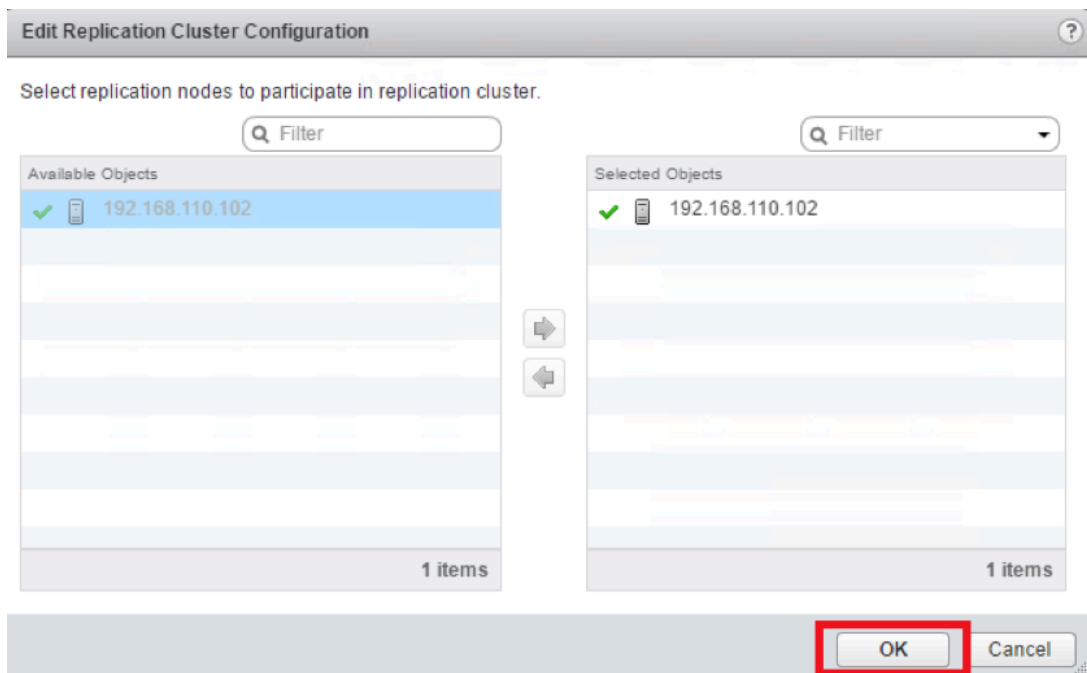 Edit Replication Cluster Configuration
?
Select replication nodes to participate in replication cluster.
Filter
Filter
Available Objects
Selected Objects
192.168.110.102
192.168.110.102
1 items
1 items
OK
Cancel